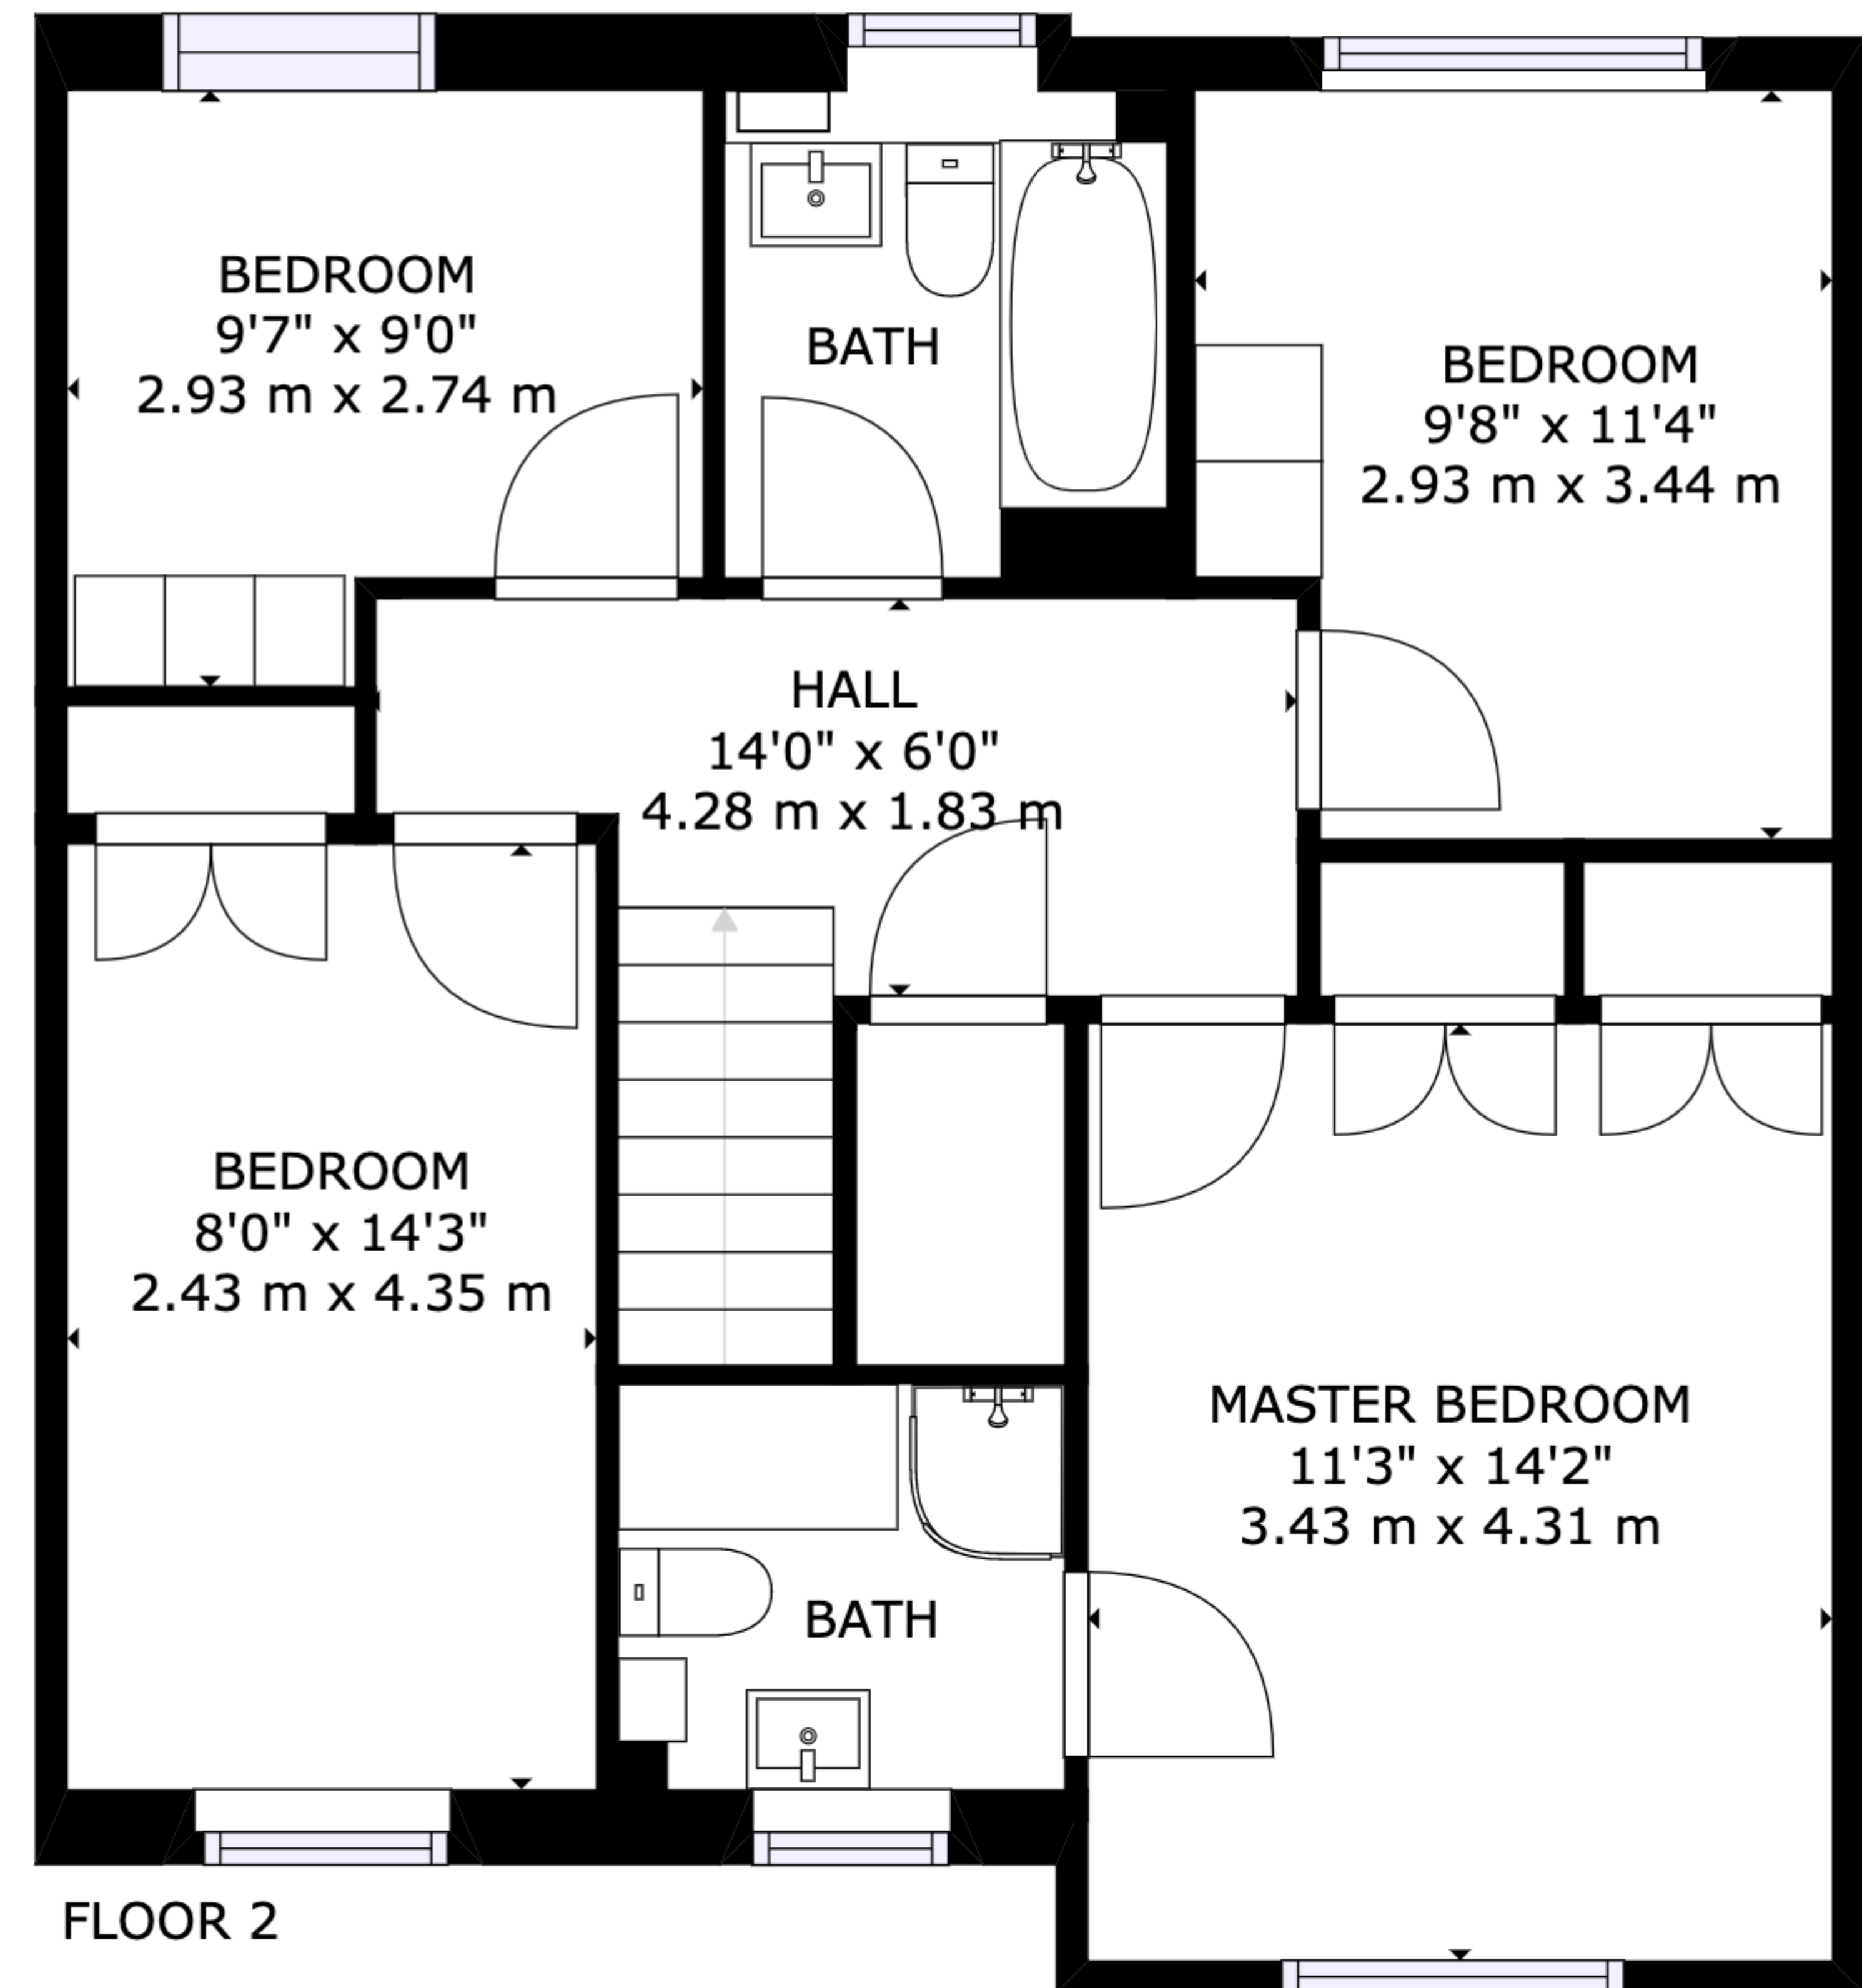 BEDROOM
9'7" x 9'0"
2.93 m x 2.74 m
BATH
BEDROOM
9'8" x 11'4"
2.93 m x 3.44 m
HALL
14'0" x 6'0"
4.28 m x 1.83 m
BEDROOM
8'0" x 14'3"
2.43 m x 4.35 m
MASTER BEDROOM
11'3" x 14'2"
3.43 m x 4.31 m
BATH
FLOOR 2